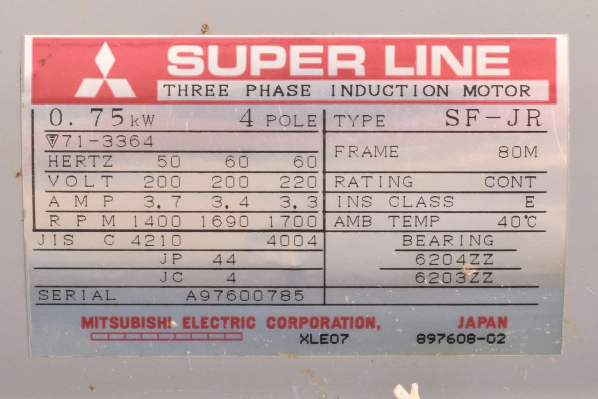 SUPER LINE
THREE PHASE INDUCTION MOTOR
0.75 kW 4 POLE TYPE SF-JR
▽71-3364
FRAME 80M
HERTZ 50 60 60
VOLT 200 200 220 RATING CONT
AMP 3.7 3.4 3.3 INS CLASS E
RPM 1400 1690 1700 AMB TEMP 40℃
JIS C 4210 4004 BEARING
JP 44 6204ZZ
JC 4 6203ZZ
SERIAL A97600785
MITSUBISHI ELECTRIC CORPORATION, JAPAN
XLE07 897608-02